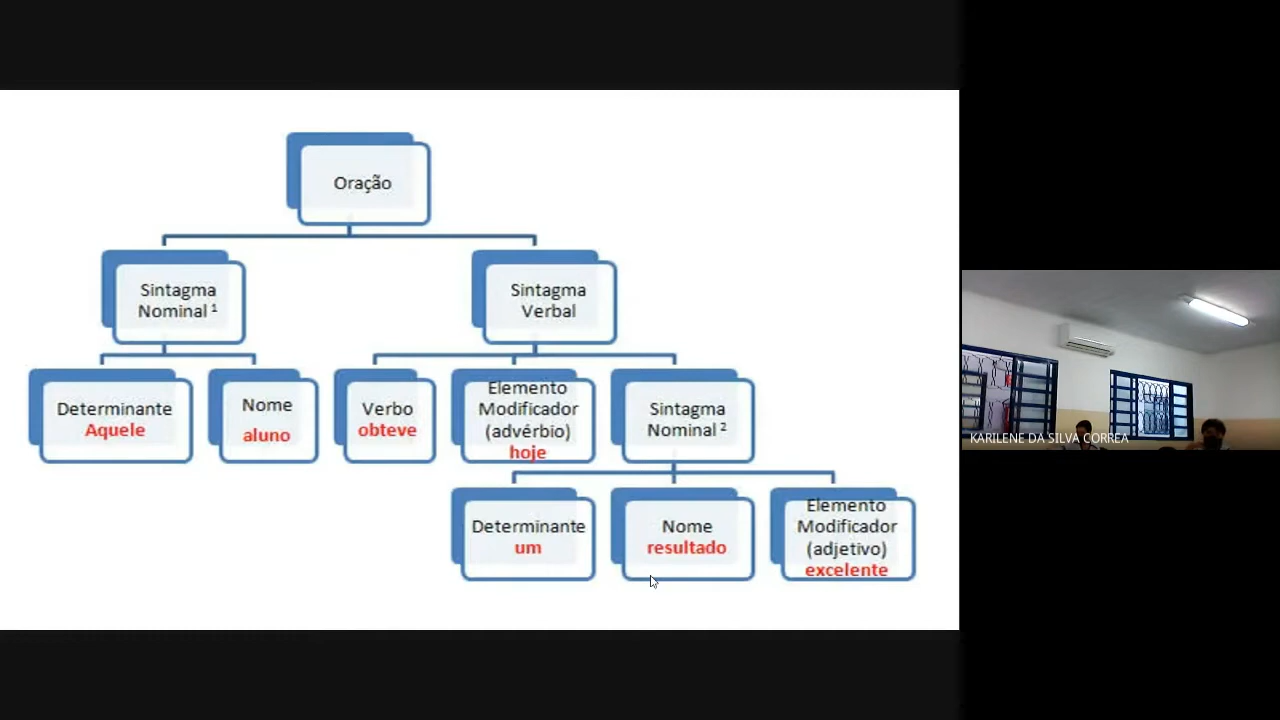 Oração
Sintagma
Nominal ¹
Sintagma
Verbal
Determinante
Aquele
Nome
aluno
Verbo
obteve
Elemento
Modificador
(advérbio)
hoje
Sintagma
Nominal ²
Determinante
um
Nome
resultado
Elemento
Modificador
(adjetivo)
excelente
KARILENE DA SILVA CORREA